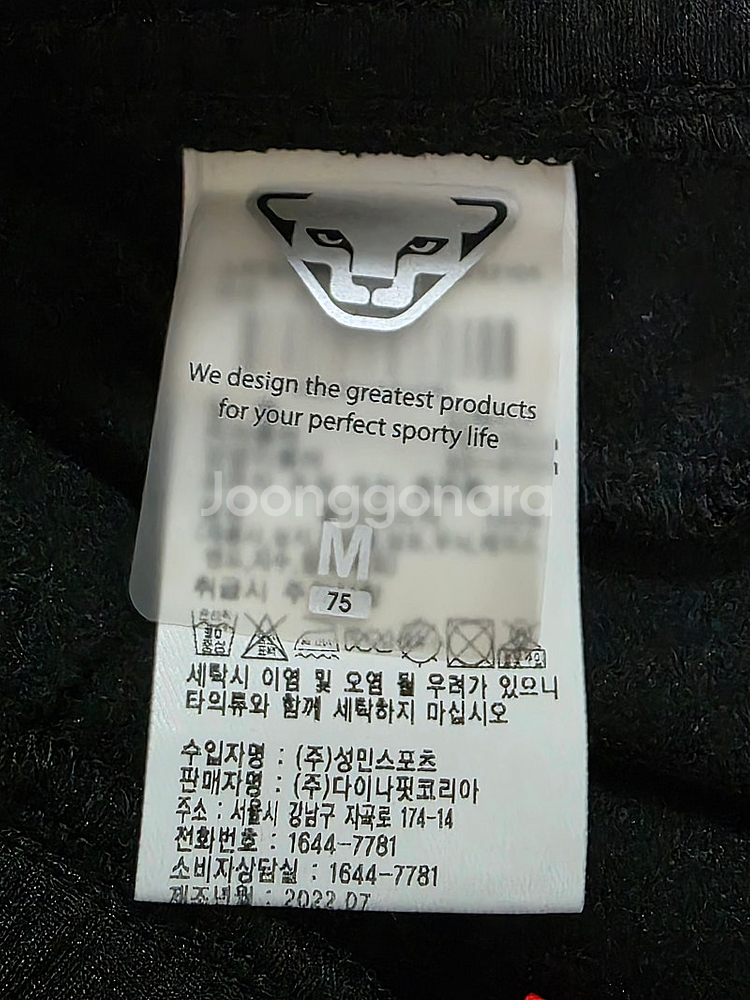 We design the greatest products
for your perfect sporty life
Joonggonara
M
75
취급시 주
세탁시 이염 및 오염 될 우려가 있으니
타의류와 함께 세탁하지 마십시오
수입자명 : (주)성민스포츠
판매자명 : (주)다이나핏코리아
주소 : 서울시 강남구 자곡로 174-14
전화번호 : 1644-7781
소비자상담실 : 1644-7781
제조년월 : 2022.07